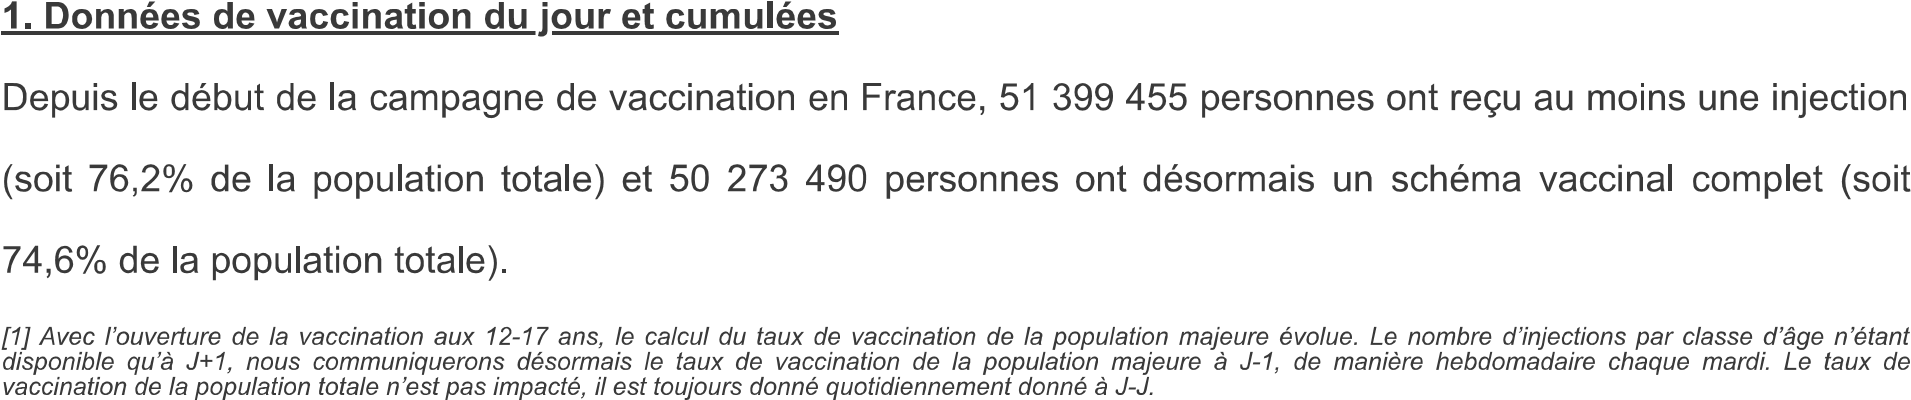 1. Données de vaccination du jour et cumulées
Depuis le début de la campagne de vaccination en France, 51 399 455 personnes ont reçu au moins une injection
(soit 76,2% de la population totale) et 50 273 490 personnes ont désormais un schéma vaccinal complet (soit
74,6% de la population totale).
[1] Avec l’ouverture de la vaccination aux 12-17 ans, le calcul du taux de vaccination de la population majeure évolue. Le nombre d’injections par classe d’âge n’étant
disponible qu’à J+1, nous communiquerons désormais le taux de vaccination de la population majeure à J-1, de manière hebdomadaire chaque mardi. Le taux de
vaccination de la population totale n’est pas impacté, il est toujours donné quotidiennement donné à J-J.